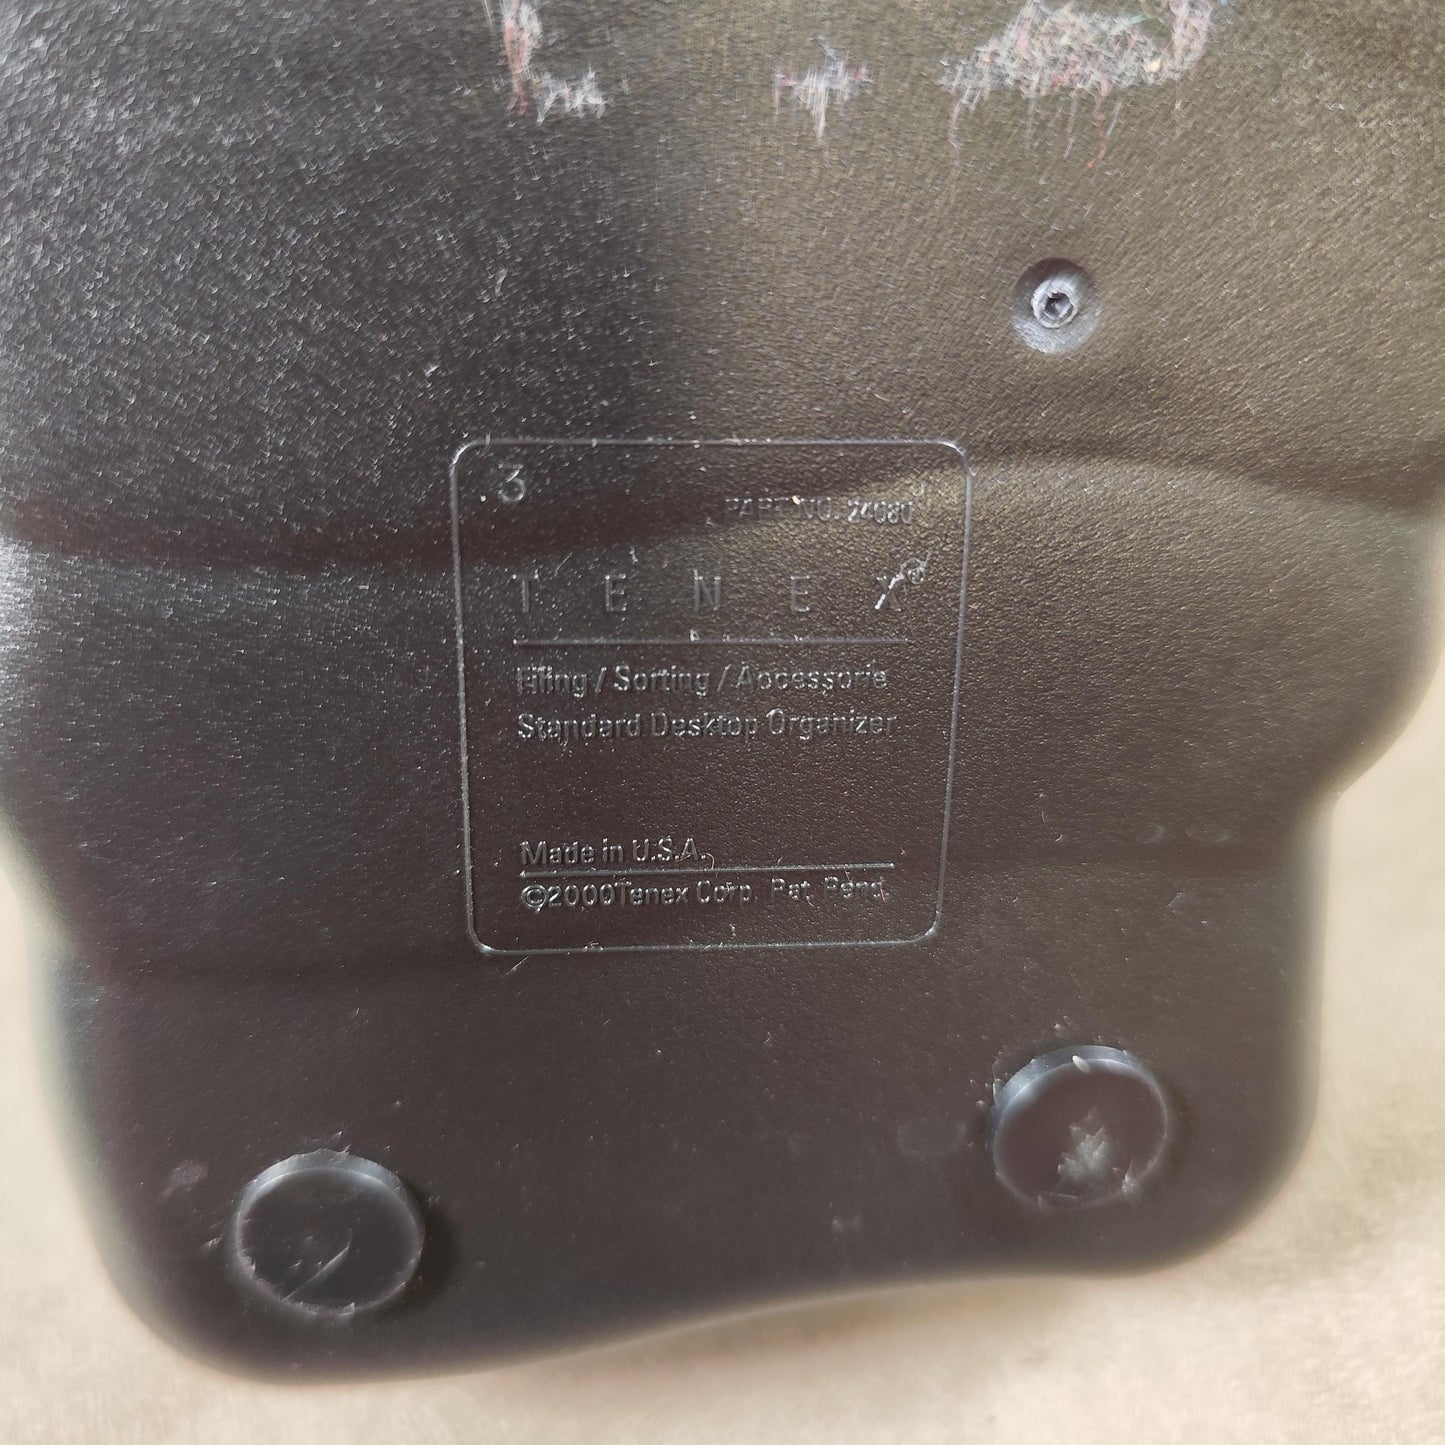 3
PART NO. 24080
TENEX®
Filing / Sorting / Accessorie
Standard Desktop Organizer
Made in U.S.A.
©2000Tenex Corp. Pat. Pend